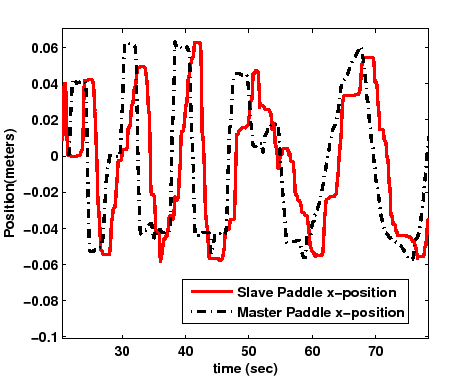 0.06
0.04
0.02
0
−0.02
−0.04
−0.06
−0.08
−0.1
Position(meters)
Slave Paddle x-position
Master Paddle x-position
30 40 50 60 70
time (sec)